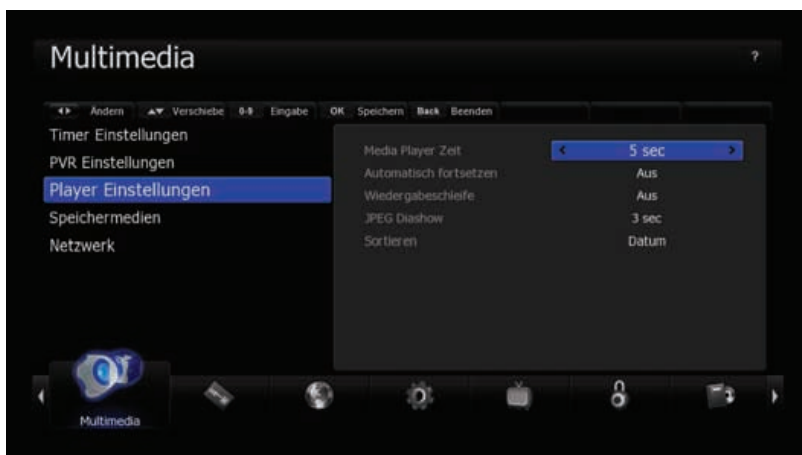 Multimedia
?
Ändern Verschiebe 0-9 Eingabe OK Speichern Back Beenden
Timer Einstellungen
PVR Einstellungen
Player Einstellungen
Speichermedien
Netzwerk
Media Player Zeit 5 sec
Automatisch fortsetzen Aus
Wiedergabeschleife Aus
JPEG Diashow 3 sec
Sortieren Datum
Multimedia